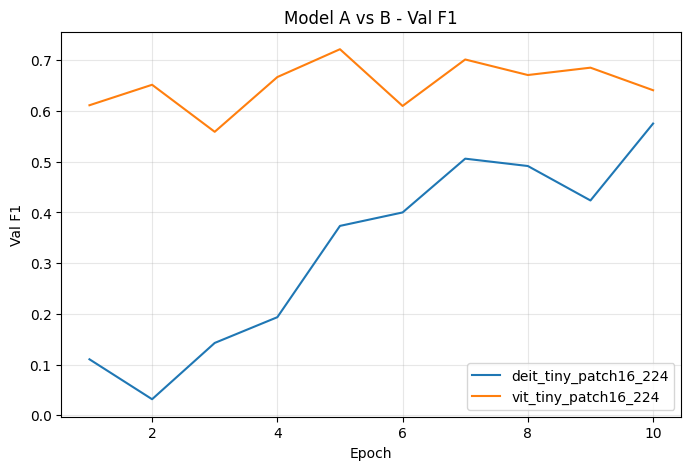 Model A vs B - Val F1
Val F1
0.7
0.6
0.5
0.4
0.3
0.2
0.1
0.0
2
4
6
8
10
Epoch
deit_tiny_patch16_224
vit_tiny_patch16_224